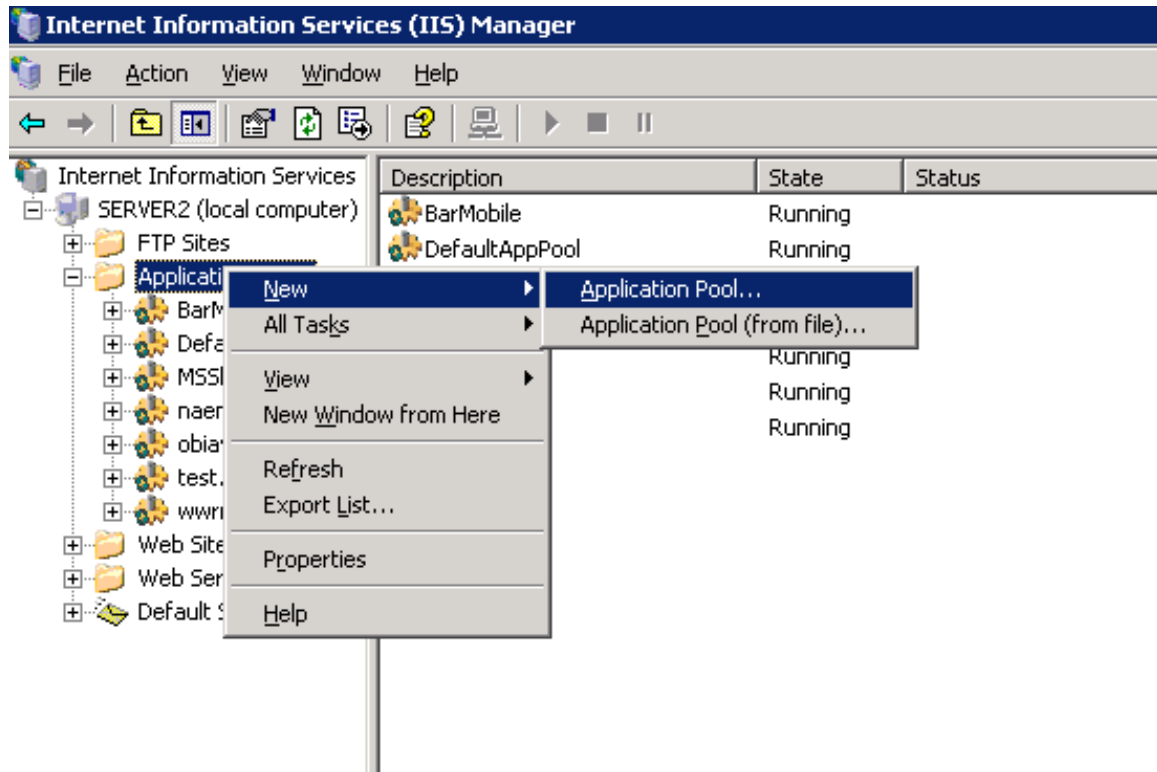 Internet Information Services (IIS) Manager
File Action View Window Help
Internet Information Services
SERVER2 (local computer)
FTP Sites
Applicati
BarM
Defa
MSSh
naer
obia
test.
wwrr
Web Site
Web Ser
Default S
Description State Status
BarMobile Running
DefaultAppPool Running
Running
Running
Running
New
All Tasks
View
New Window from Here
Refresh
Export List...
Properties
Help
Application Pool...
Application Pool (from file)...